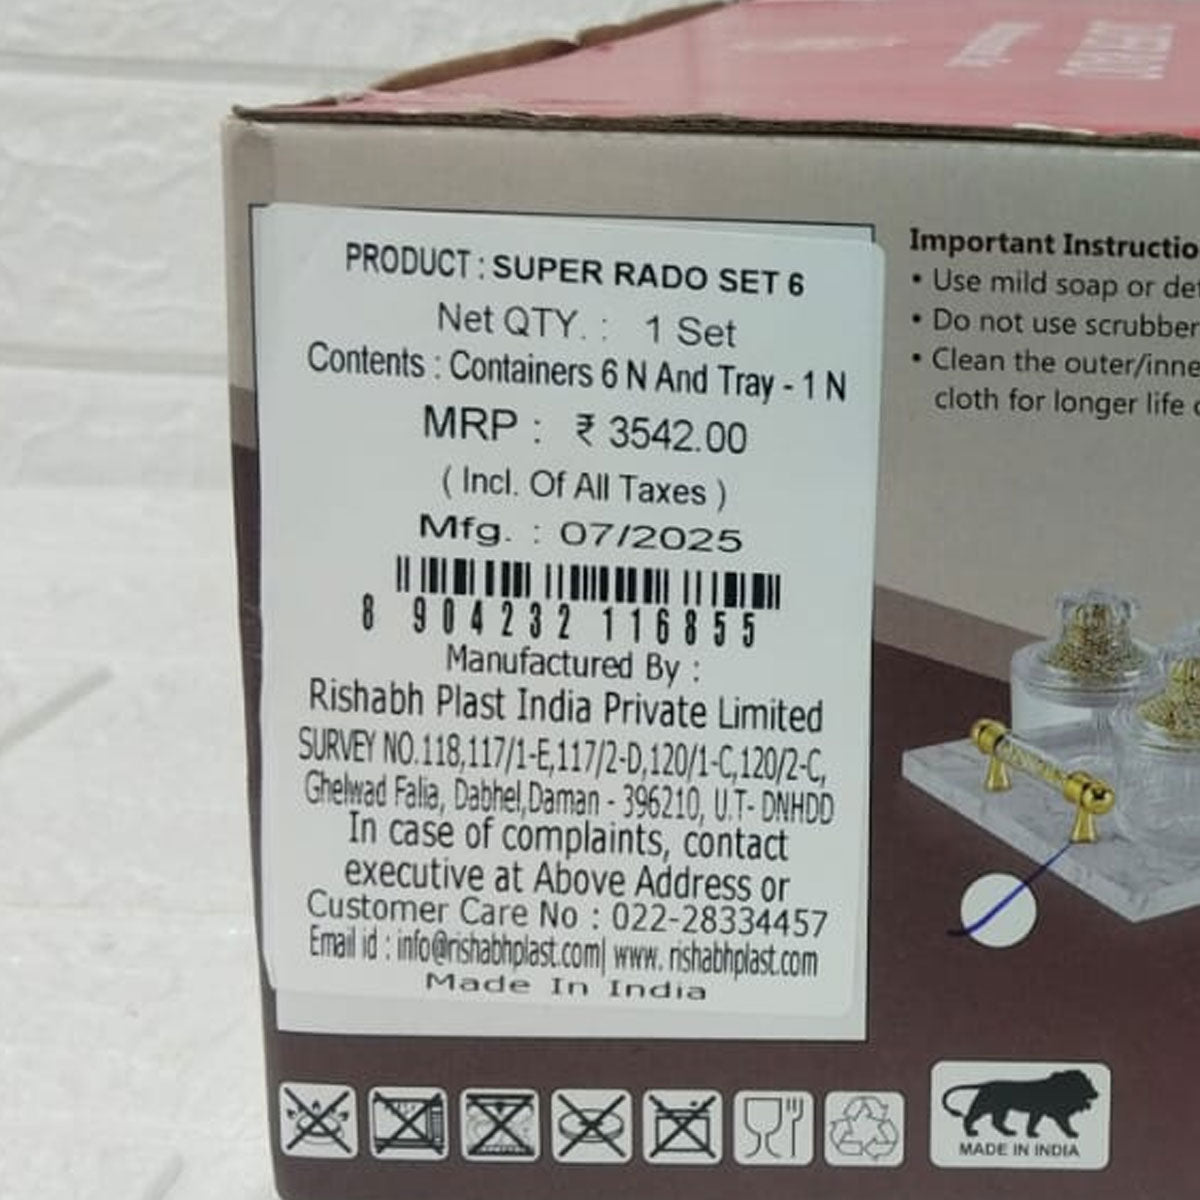 PRODUCT : SUPER RADO SET 6
Net QTY. : 1 Set
Contents : Containers 6 N And Tray - 1 N
MRP : ₹ 3542.00
( Incl. Of All Taxes )
Mfg. : 07/2025
8 904232 116855
Manufactured By :
Rishabh Plast India Private Limited
SURVEY NO.118,117/1-E,117/2-D,120/1-C,120/2-C,
Ghelwad Falia, Dabhel,Daman - 396210, U.T- DNHDD
In case of complaints, contact
executive at Above Address or
Customer Care No : 022-28334457
Email id : info@rishabhplast.com| www. rishabhplast.com
Made In India
Important Instructio
• Use mild soap or det
• Do not use scrubber
• Clean the outer/inne
cloth for longer life
MADE IN INDIA